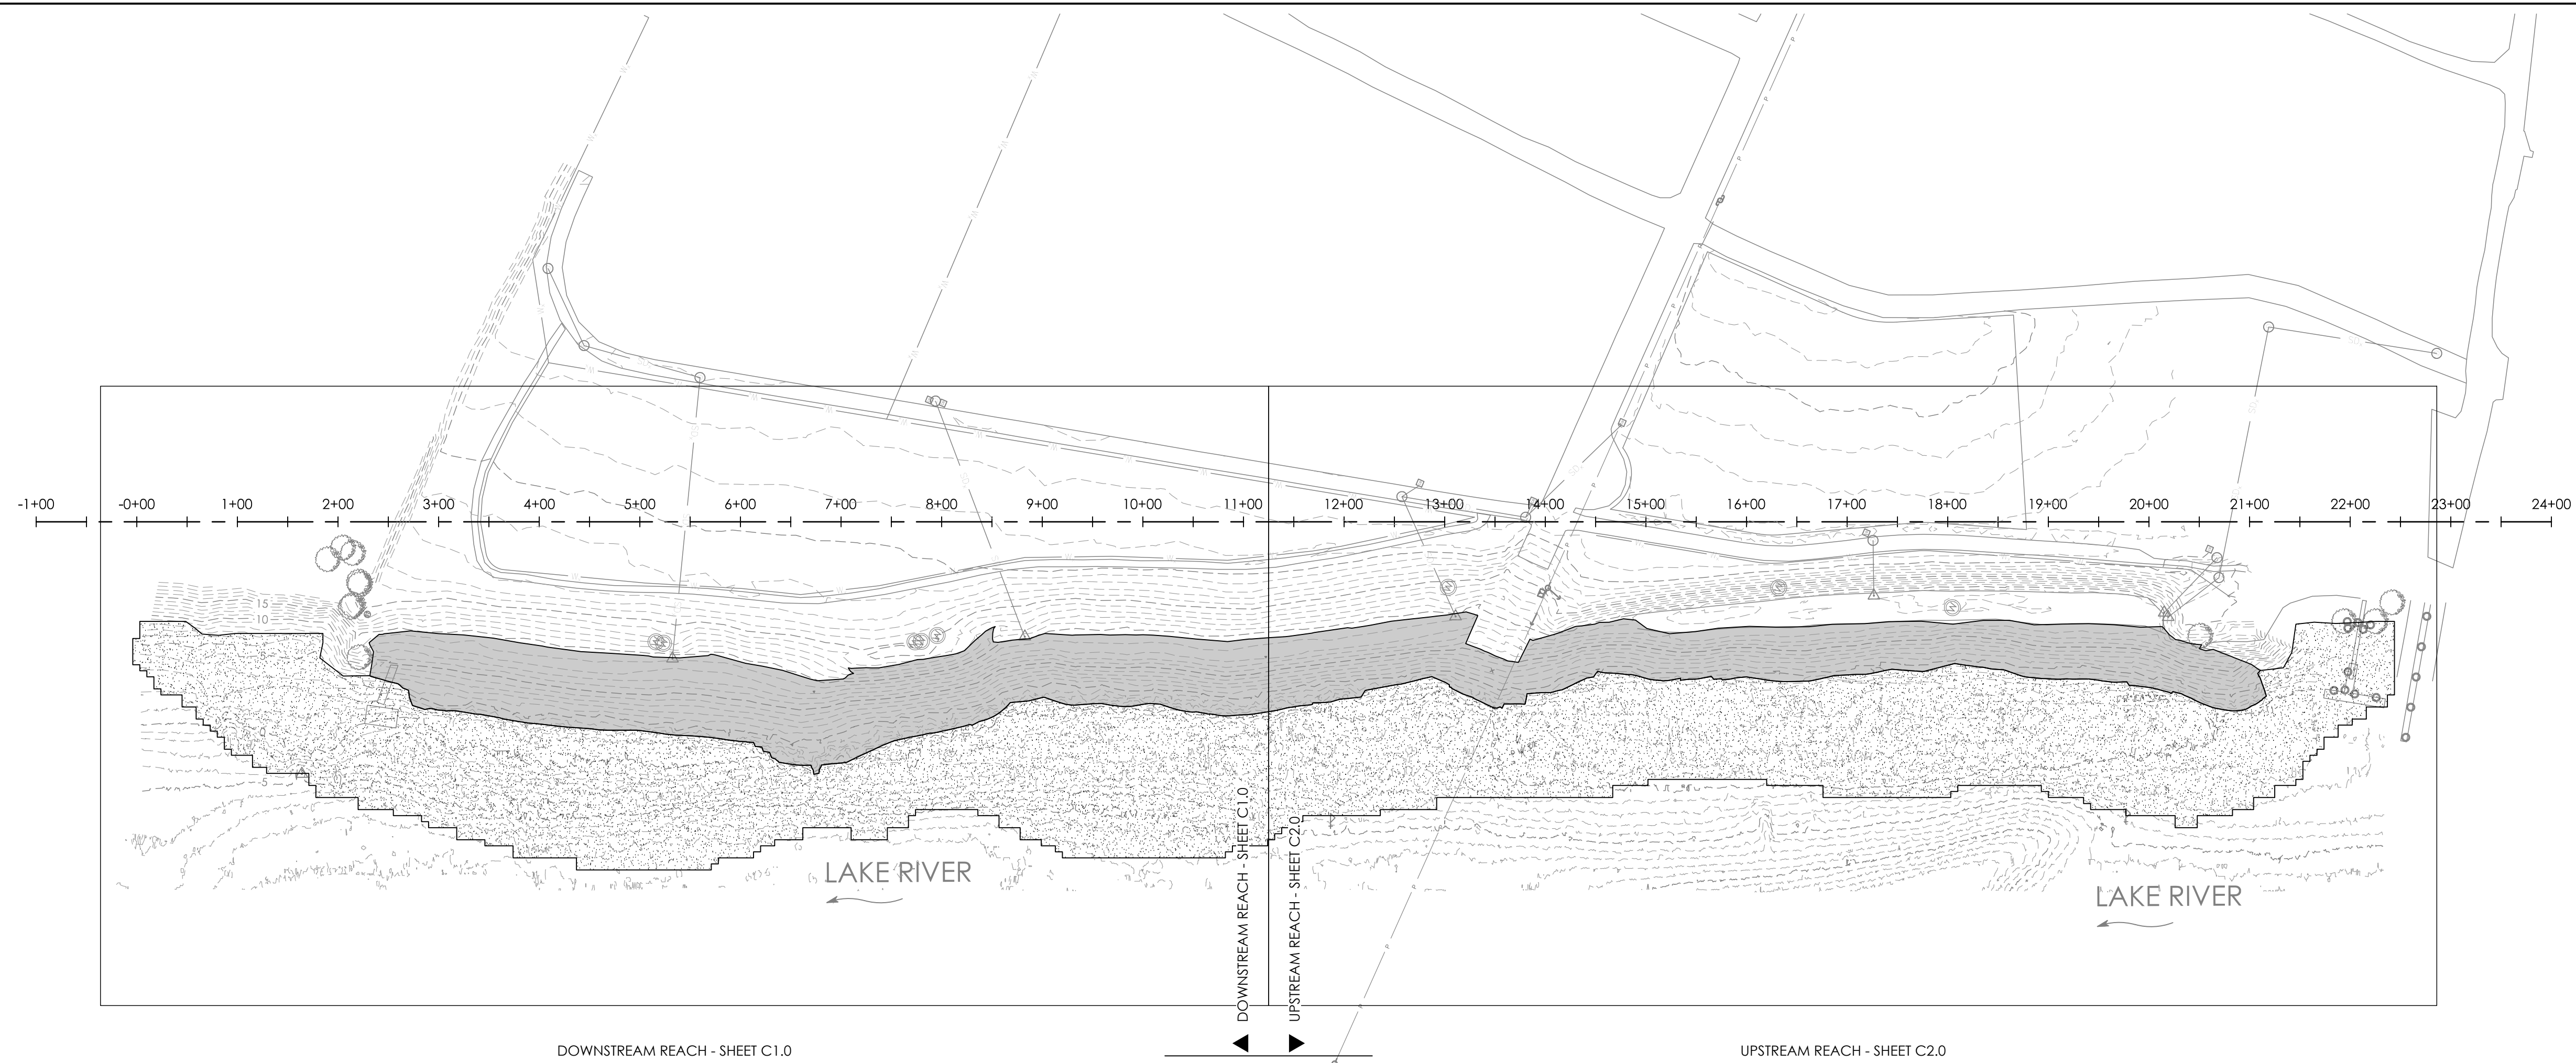 -1+00 -0+00 1+00 2+00 3+00 4+00 5+00 6+00 7+00 8+00 9+00 10+00 11+00 12+00 13+00 14+00 15+00 16+00 17+00 18+00 19+00 20+00 21+00 22+00 23+00 24+00
15
10
0
-5
LAKE RIVER
LAKE RIVER
DOWNSTREAM REACH - SHEET C1.0
UPSTREAM REACH - SHEET C2.0
DOWNSTREAM REACH - SHEET C1.0
UPSTREAM REACH - SHEET C2.0